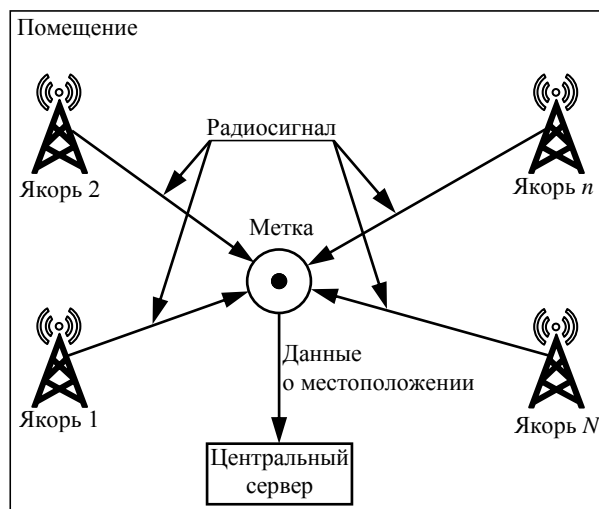 Помещение
Радиосигнал
Якорь 2
Якорь n
Метка
Данные
о местоположении
Якорь 1
Якорь N
Центральный
сервер